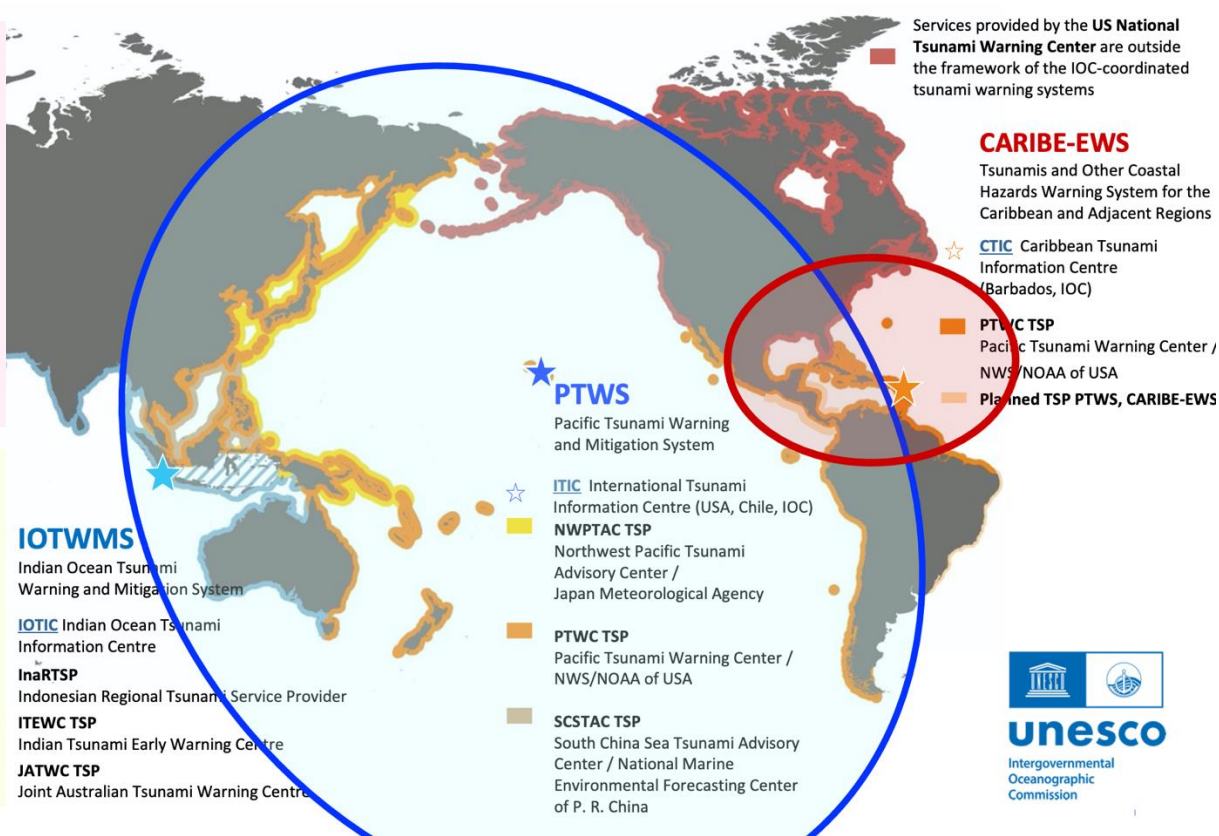 Services provided by the US National
Tsunami Warning Center are outside
the framework of the IOC-coordinated
tsunami warning systems
CARIBE-EWS
Tsunamis and Other Coastal
Hazards Warning System for the
Caribbean and Adjacent Regions
CTIC Caribbean Tsunami
Information Centre
(Barbados, IOC)
PTWC TSP
Pacific Tsunami Warning Center /
NWS/NOAA of USA
Planned TSP PTWS, CARIBE-EWS
PTWS
Pacific Tsunami Warning
and Mitigation System
ITIC International Tsunami
Information Centre (USA, Chile, IOC)
NWPTAC TSP
Northwest Pacific Tsunami
Advisory Center /
Japan Meteorological Agency
PTWC TSP
Pacific Tsunami Warning Center /
NWS/NOAA of USA
SCSTAC TSP
South China Sea Tsunami Advisory
Center / National Marine
Environmental Forecasting Center
of P. R. China
IOTWMS
Indian Ocean Tsunami
Warning and Mitigation System
IOTIC Indian Ocean Tsunami
Information Centre
InaRTSP
Indonesian Regional Tsunami Service Provider
ITEWC TSP
Indian Tsunami Early Warning Centre
JATWC TSP
Joint Australian Tsunami Warning Centre
UNESCO
unesco
Intergovernmental
Oceanographic
Commission